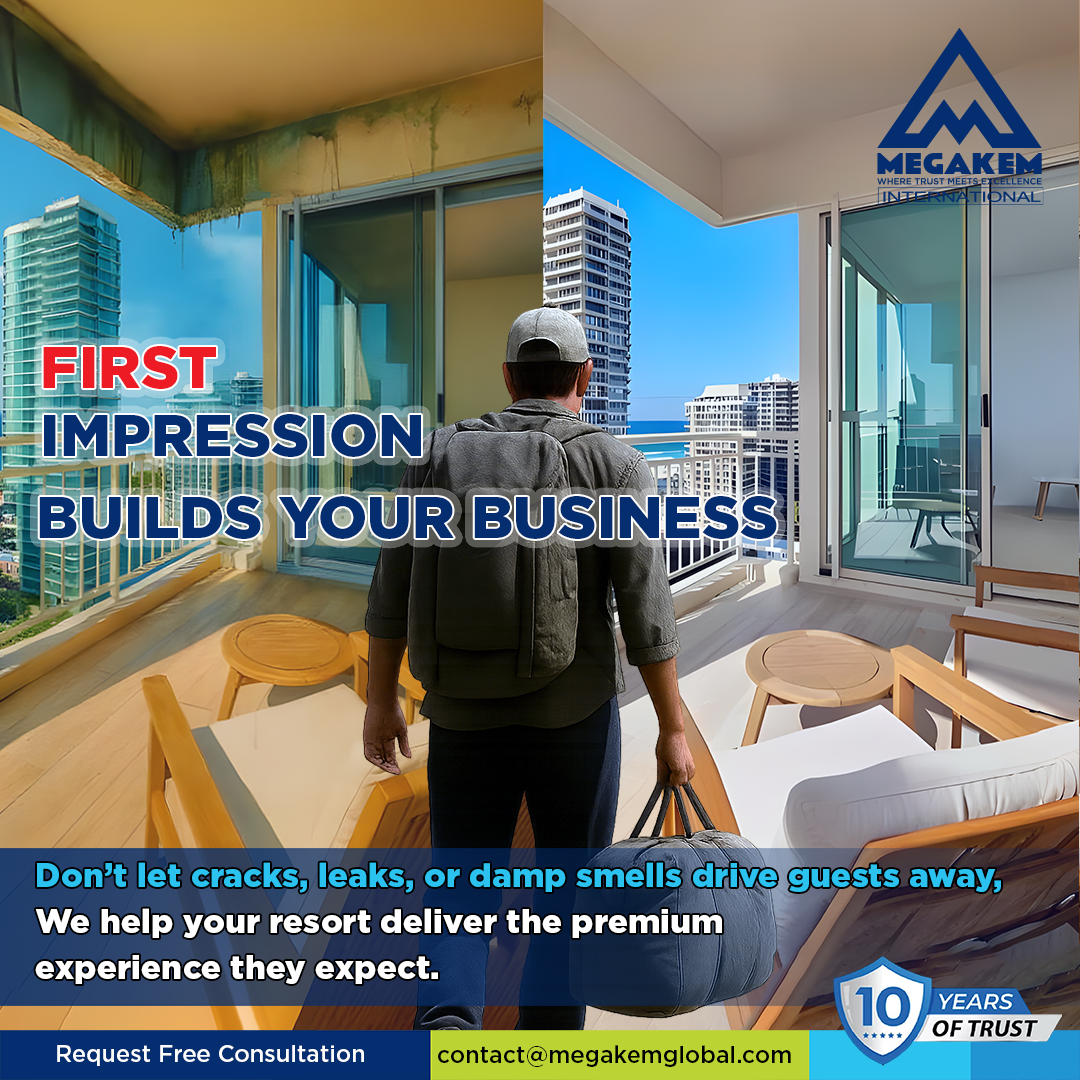 MEGAKEM
WHERE TRUST MEETS EXCELLENCE
INTERNATIONAL
FIRST
IMPRESSION
BUILDS YOUR BUSINESS
Don't let cracks, leaks, or damp smells drive guests away,
We help your resort deliver the premium
experience they expect.
10 YEARS
OF TRUST
Request Free Consultation
contact@megakemglobal.com